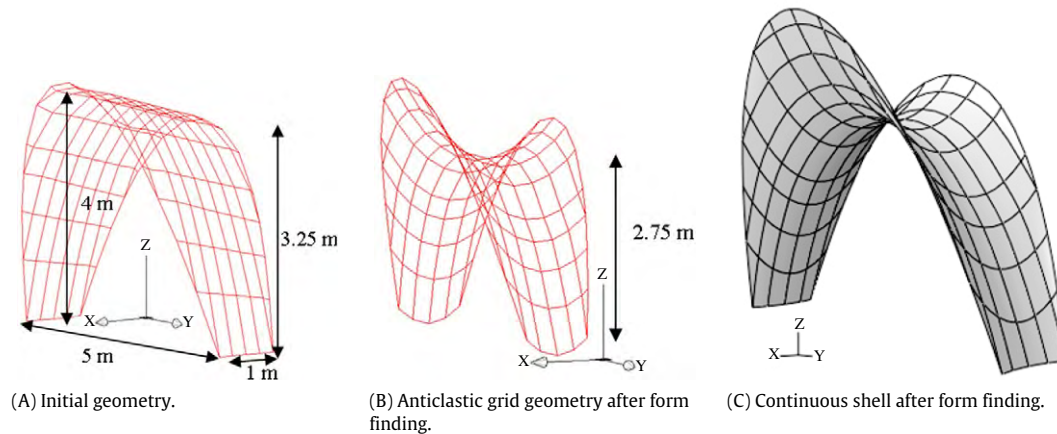 4 m
3.25 m
Z
X
Y
5 m
1 m
(A) Initial geometry.
2.75 m
Z
X
Y
(B) Anticlastic grid geometry after form
finding.
Z
X
Y
(C) Continuous shell after form finding.